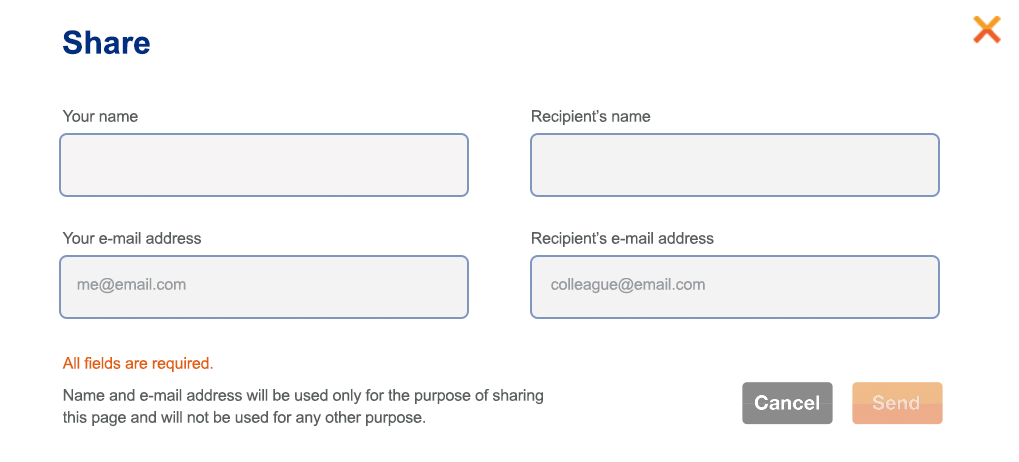 Share
Your name
Recipient's name
Your e-mail address
Recipient's e-mail address
me@email.com
colleague@email.com
All fields are required.
Name and e-mail address will be used only for the purpose of sharing
this page and will not be used for any other purpose.
Cancel
Send